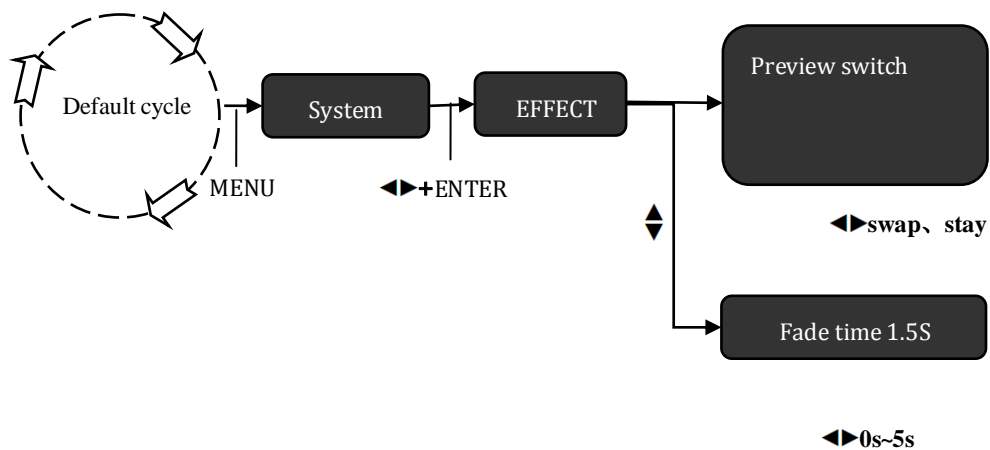 Default cycle
MENU
System
◀▶+ENTER
EFFECT
Preview switch
◀▶swap、stay
▲
▼
Fade time 1.5S
◀▶0s~5s